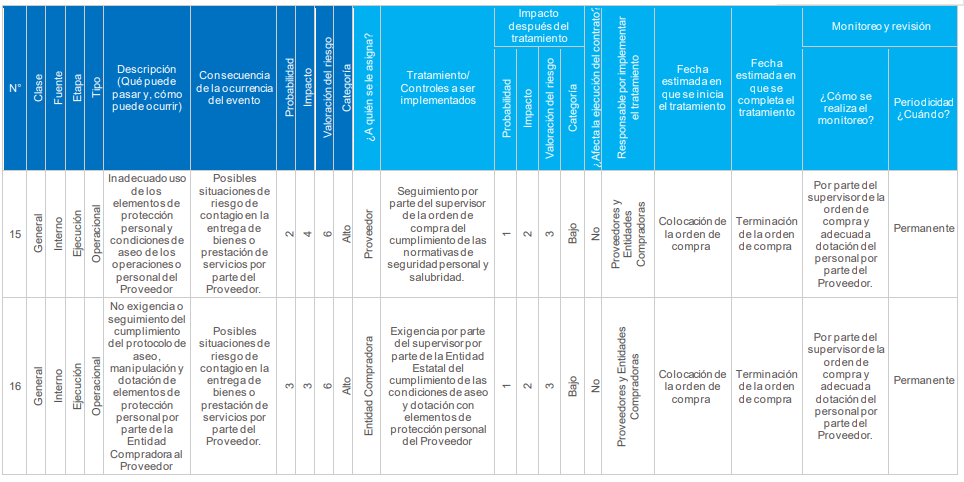 N°
Clase
Fuente
Etapa
Tipo
Descripción
(Qué puede
pasar y, cómo
puede ocurrir)
Consecuencia
de la ocurrencia
del evento
Probabilidad
Impacto
Valoración del riesgo
Categoría
¿A quién se le asigna?
Tratamiento/
Controles a ser
implementados
Impacto
después del
tratamiento
Probabilidad
Impacto
Valoración del riesgo
Categoría
¿Afecta la ejecución del contrato?
Responsable por implementar
el tratamiento
Fecha
estimada en
que se inicia
el tratamiento
Fecha
estimada en
que se
completa el
tratamiento
Monitoreo y revisión
¿Cómo se
realiza el
monitoreo?
Periodicidad
¿Cuándo?
15
General
Interno
Ejecución
Operacional
Inadecuado uso
de los
elementos de
protección
personal y
condiciones de
aseo de los
operaciones o
personal del
Proveedor
Posibles
situaciones de
riesgo de
contagio en la
entrega de
bienes o
prestación de
servicios por
parte del
Proveedor.
2
4
6
Alto
Proveedor
Seguimiento por
parte del supervisor
de la orden de
compra del
cumplimiento de las
normativas de
seguridad personal y
salubridad.
1
2
3
Bajo
No
Proveedores y
Entidades
Compradoras
Colocación de
la orden de
compra
Terminación
de la orden
de compra
Por parte del
supervisor de la
orden de
compra y
adecuada
dotación del
personal por
parte del
Proveedor.
Permanente
16
General
Interno
Ejecución
Operacional
No exigencia o
seguimiento del
cumplimiento
del protocolo de
aseo,
manipulación y
dotación de
elementos de
protección
personal por
parte de la
Entidad
Compradora al
Proveedor
Posibles
situaciones de
riesgo de
contagio en la
entrega de
bienes o
prestación de
servicios por
parte del
Proveedor.
3
3
6
Alto
Entidad Compradora
Exigencia por parte
del supervisor por
parte de la Entidad
Estatal del
cumplimiento de las
condiciones de aseo
y dotación con
elementos de
protección personal
del Proveedor
1
2
3
Bajo
No
Proveedores y Entidades
Compradoras
Colocación de
la orden de
compra
Terminación
de la orden
de compra
Por parte del
supervisor de la
orden de
compra y
adecuada
dotación del
personal por
parte del
Proveedor.
Permanente